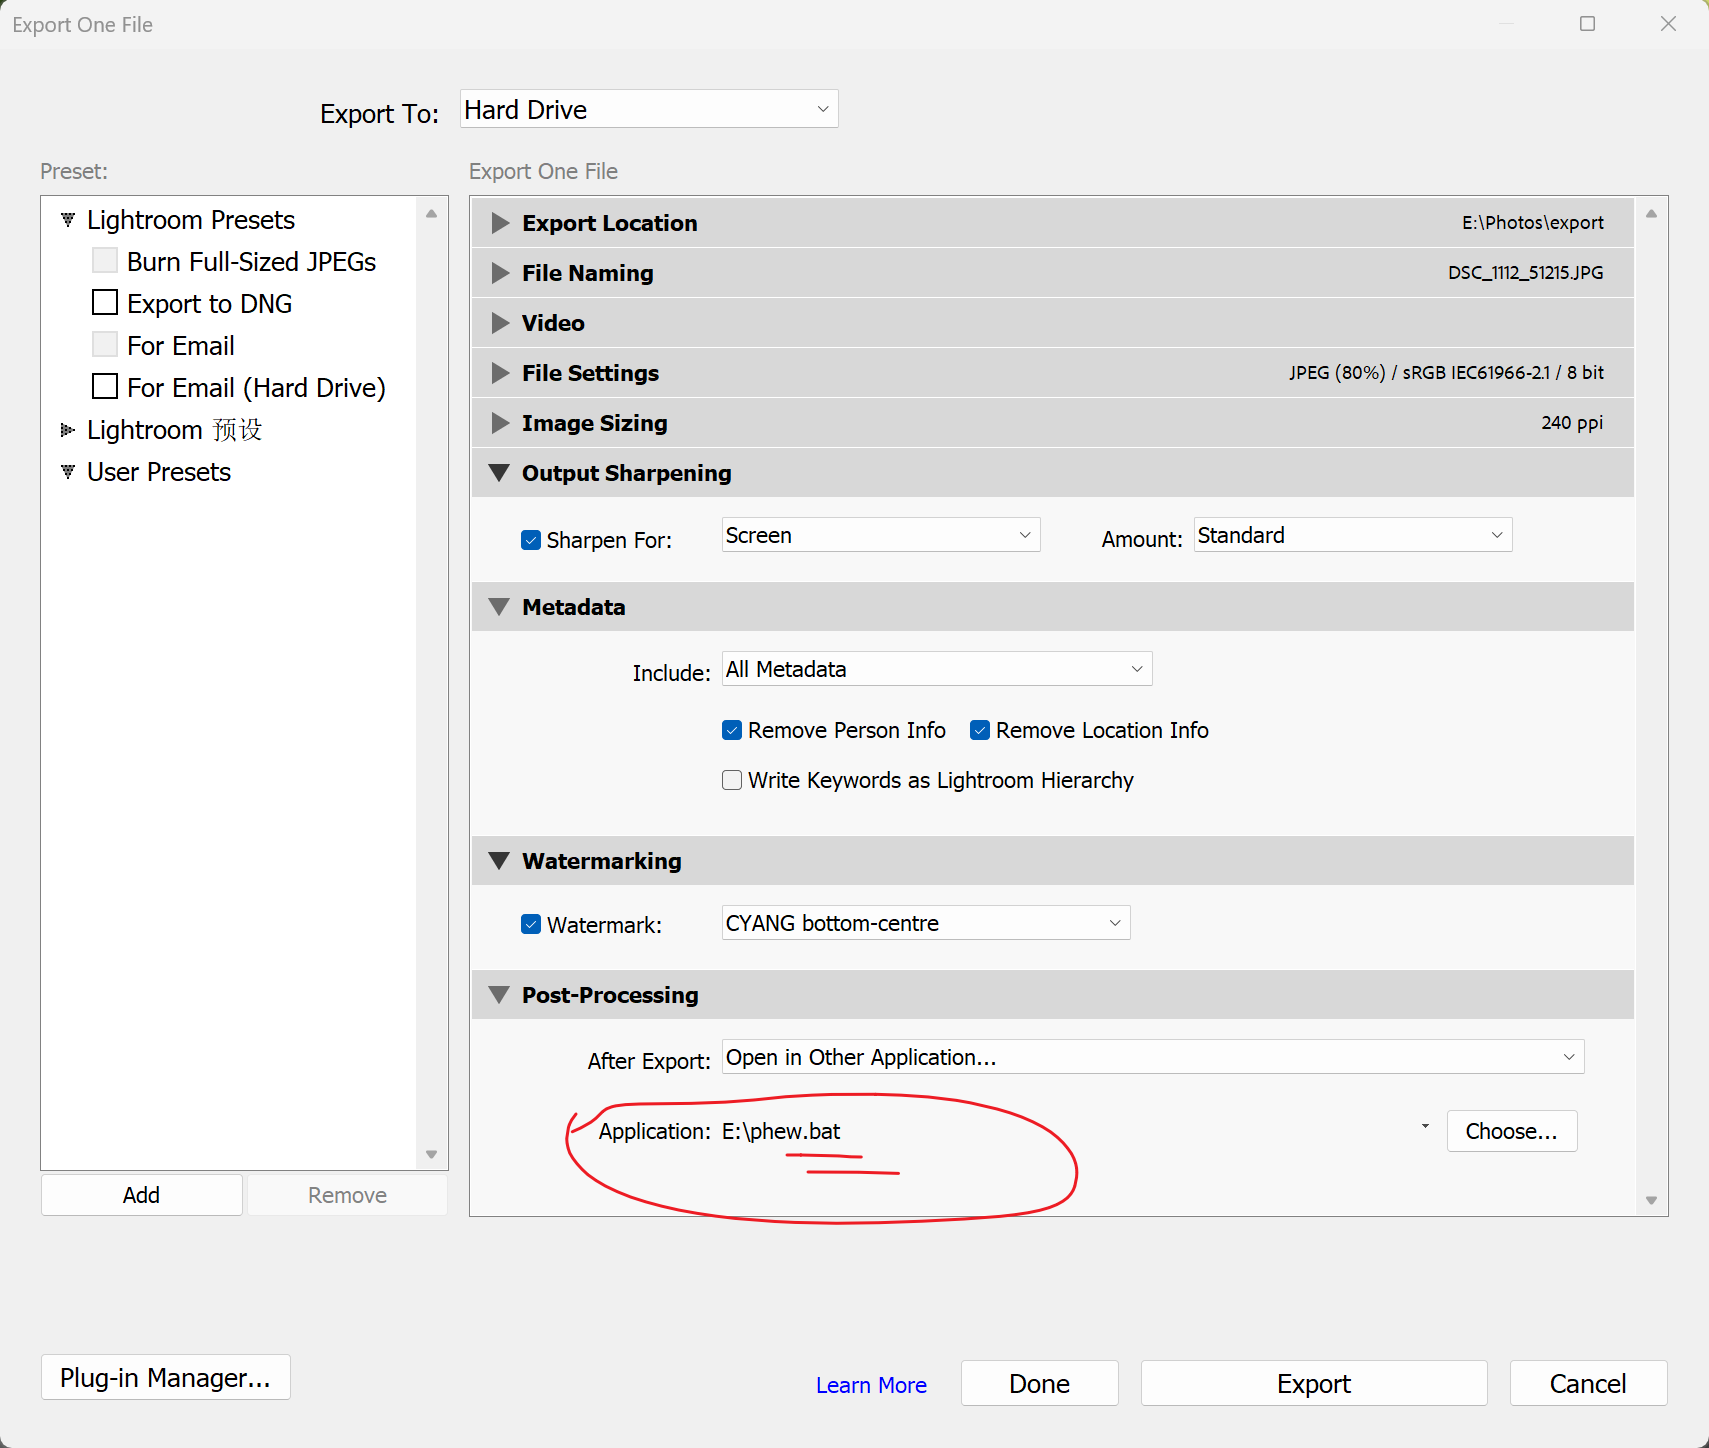 Export One File
Export To: Hard Drive
Preset:
Lightroom Presets
Burn Full-Sized JPEGs
Export to DNG
For Email
For Email (Hard Drive)
Lightroom 预设
User Presets
Add Remove
Export One File
Export Location E:\Photos\export
File Naming DSC_1112_51215.JPG
Video
File Settings JPEG (80%) / sRGB IEC61966-2.1 / 8 bit
Image Sizing 240 ppi
Output Sharpening
Sharpen For: Screen Amount: Standard
Metadata
Include: All Metadata
Remove Person Info Remove Location Info
Write Keywords as Lightroom Hierarchy
Watermarking
Watermark: CYANG bottom-centre
Post-Processing
After Export: Open in Other Application...
Application: E:\phew.bat Choose...
Plug-in Manager... Learn More Done Export Cancel